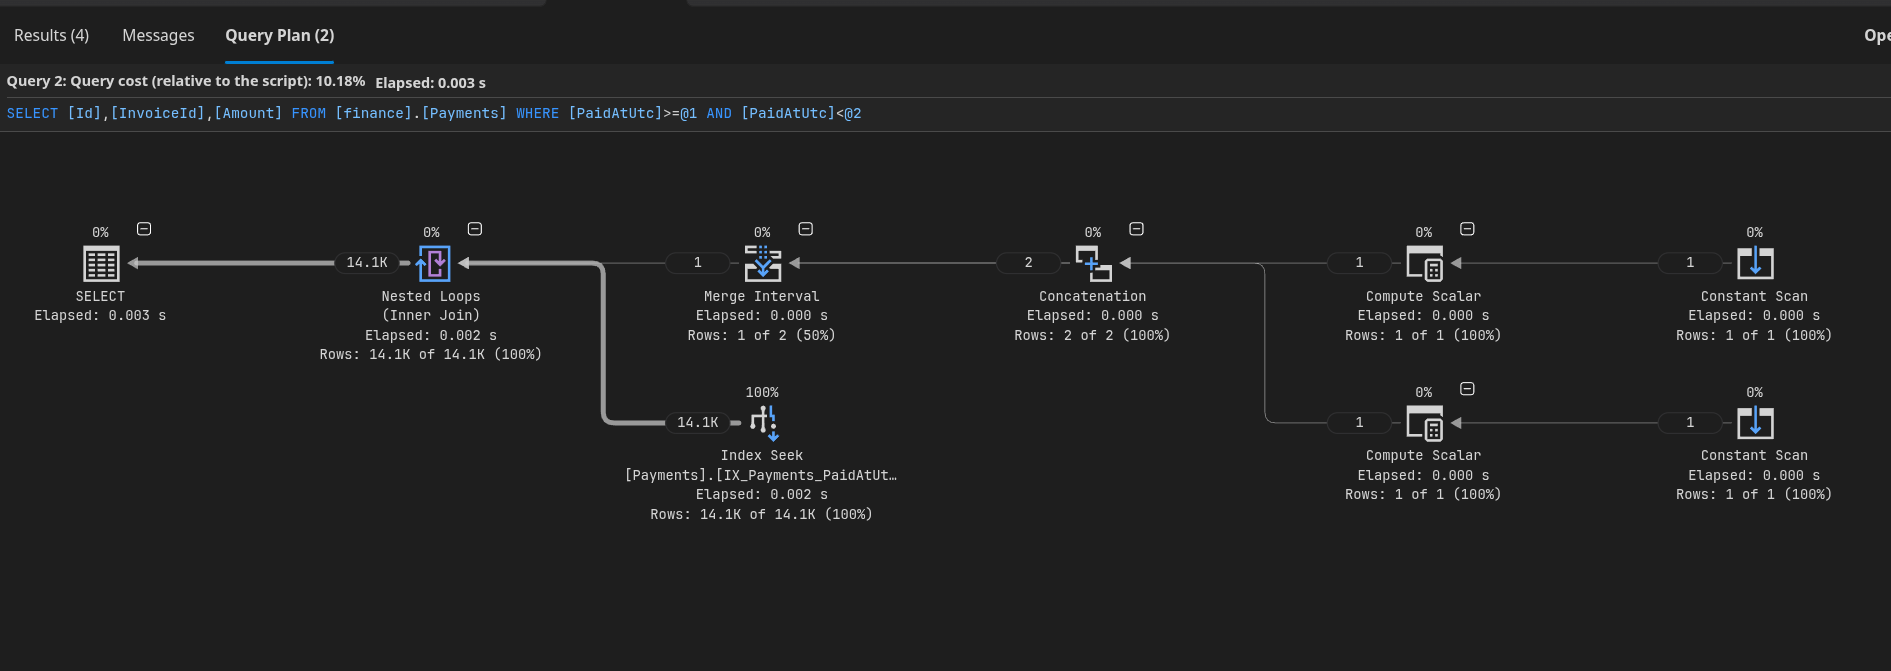 Results (4) Messages Query Plan (2) Ope
Query 2: Query cost (relative to the script): 10.18% Elapsed: 0.003 s
SELECT [Id],[InvoiceId],[Amount] FROM [finance].[Payments] WHERE [PaidAtUtc]>=@1 AND [PaidAtUtc]<@2
0% 0% 0% 0% 0% 0%
14.1K 1 2 1 1
SELECT Nested Loops Merge Interval Concatenation Compute Scalar Constant Scan
Elapsed: 0.003 s (Inner Join) Elapsed: 0.000 s Elapsed: 0.000 s Elapsed: 0.000 s Elapsed: 0.000 s
Elapsed: 0.002 s Rows: 1 of 2 (50%) Rows: 2 of 2 (100%) Rows: 1 of 1 (100%) Rows: 1 of 1 (100%)
Rows: 14.1K of 14.1K (100%)
100% 0% 0%
14.1K 1 1
Index Seek Compute Scalar Constant Scan
[Payments].[IX_Payments_PaidAtUt… Elapsed: 0.000 s Elapsed: 0.000 s
Elapsed: 0.002 s Rows: 1 of 1 (100%) Rows: 1 of 1 (100%)
Rows: 14.1K of 14.1K (100%)